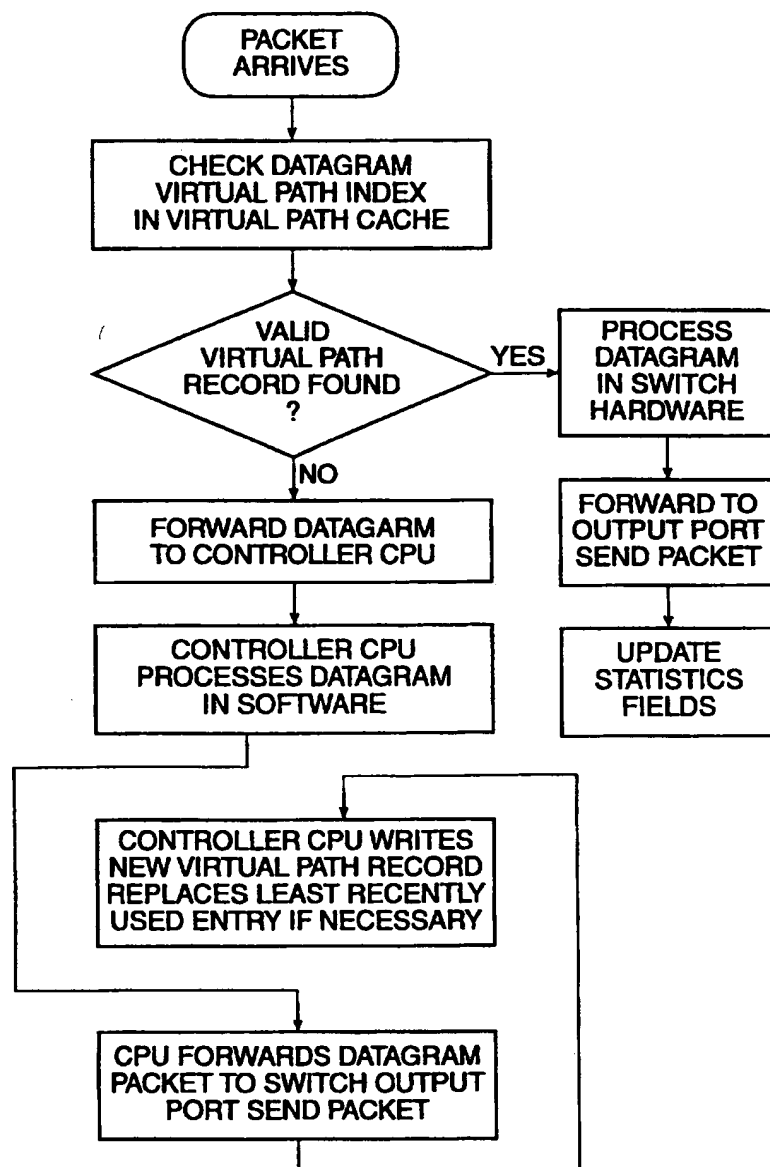 PACKET
ARRIVES
CHECK DATAGRAM
VIRTUAL PATH INDEX
IN VIRTUAL PATH CACHE
VALID
VIRTUAL PATH
RECORD FOUND
?
YES
PROCESS
DATAGRAM
IN SWITCH
HARDWARE
NO
FORWARD DATAGARM
TO CONTROLLER CPU
FORWARD TO
OUTPUT PORT
SEND PACKET
CONTROLLER CPU
PROCESSES DATAGRAM
IN SOFTWARE
UPDATE
STATISTICS
FIELDS
CONTROLLER CPU WRITES
NEW VIRTUAL PATH RECORD
REPLACES LEAST RECENTLY
USED ENTRY IF NECESSARY
CPU FORWARDS DATAGRAM
PACKET TO SWITCH OUTPUT
PORT SEND PACKET